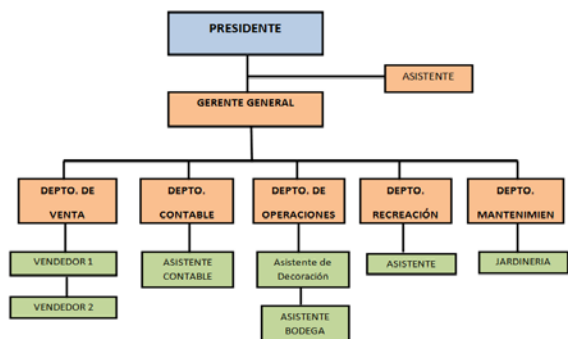 PRESIDENTE
ASISTENTE
GERENTE GENERAL
DEPTO. DE
VENTA
DEPTO.
CONTABLE
DEPTO. DE
OPERACIONES
DEPTO.
RECREACIÓN
DEPTO.
MANTENIMIEN
VENDEDOR 1
ASISTENTE
CONTABLE
Asistente de
Decoración
ASISTENTE
JARDINERIA
VENDEDOR 2
ASISTENTE
BODEGA